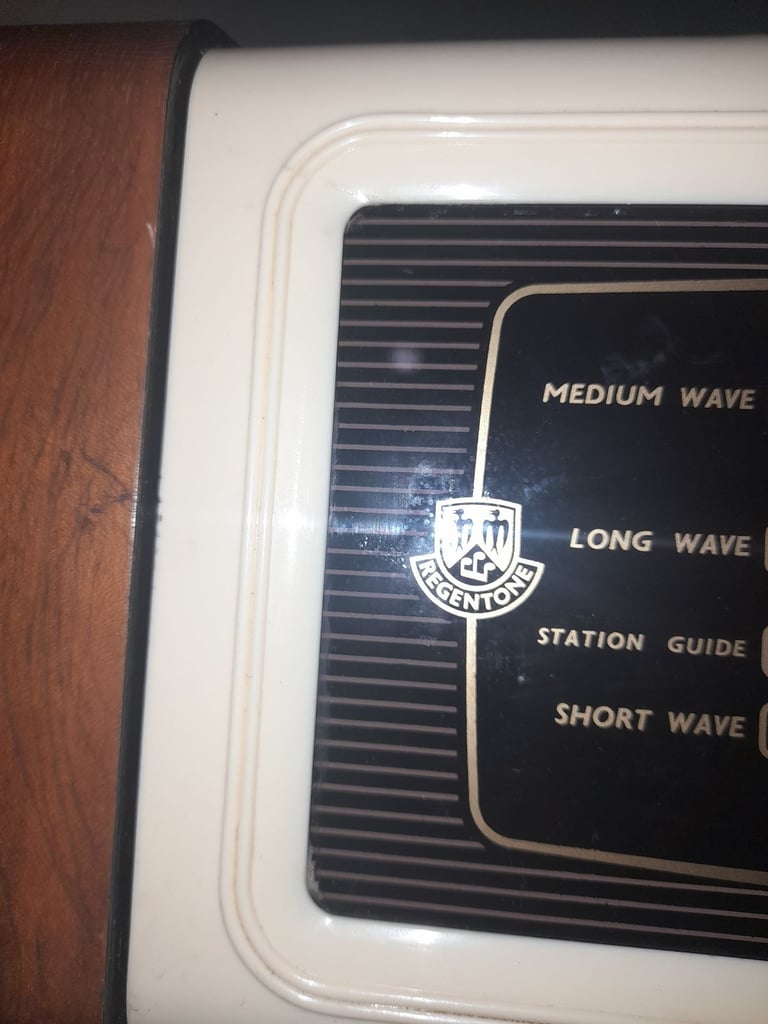 MEDIUM WAVE
LONG WAVE
REGENTONE
STATION GUIDE
SHORT WAVE